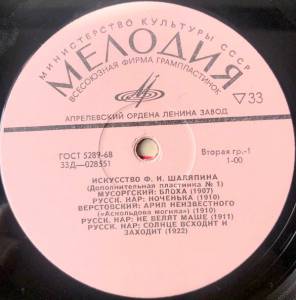 МИНИСТЕРСТВО КУЛЬТУРЫ СССР
МЕЛОДИЯ
ВСЕСОЮЗНАЯ ФИРМА ГРАМПЛАСТИНОК
33
АПРЕЛЕВСКИЙ ОРДЕНА ЛЕНИНА ЗАВОД
ГОСТ 5289-68
33Д—028551
Вторая гр.-1
1-00
ИСКУССТВО Ф. И. ШАЛЯПИНА
(Дополнительная пластинка № 1)
МУСОРГСКИЙ: БЛОХА (1907)
РУССК. НАР: НОЧЕНЬКА (1910)
ВЕРСТОВСКИЙ: АРИЯ НЕИЗВЕСТНОГО
(«Аскольдова могила») (1910)
РУССК. НАР: НЕ ВЕЛЯТ МАШЕ (1911)
РУССК. НАР: СОЛНЦЕ ВСХОДИТ И
ЗАХОДИТ (1922)